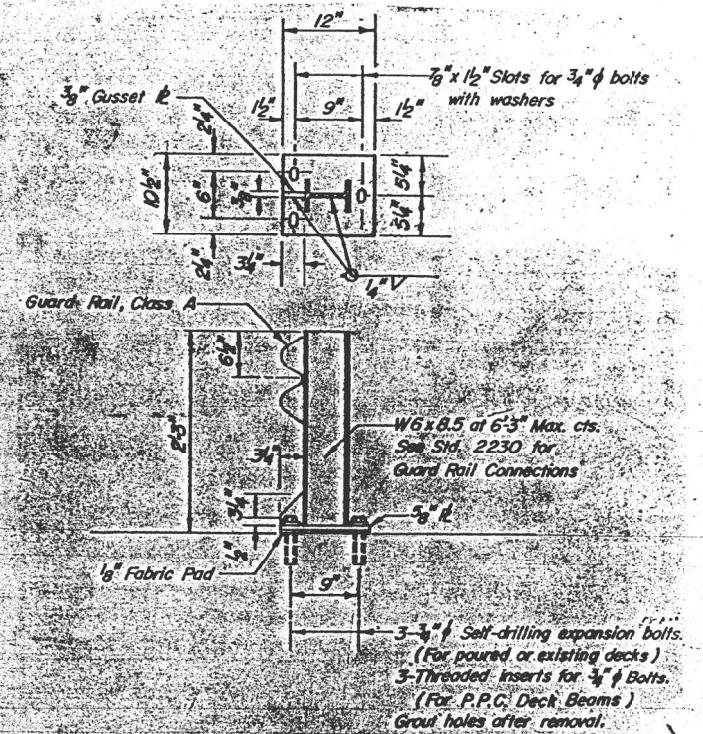 12"
3/8" Gusset ℄
7/8" x 1 1/2" Slots for 3/4" ϕ bolts
with washers
1 1/2"
9"
1 1/2"
2 1/4"
10 1/2"
6"
3/8"
5 1/4"
5 1/4"
2 1/4"
3 1/4"
1/4"
Guard Rail, Class A
6 1/2"
2'-3"
W6 x 8.5 at 6'-3" Max. cts.
See Std. 2230 for
Guard Rail Connections
3 1/4"
3 1/4"
5/8" ℄
1/8" Fabric Pad
9"
3-3/4" ϕ Self-drilling expansion bolts.
(For poured or existing decks)
3-Threaded inserts for 3/4" ϕ Bolts.
(For P.P.C. Deck Beams)
Grout holes after removal.